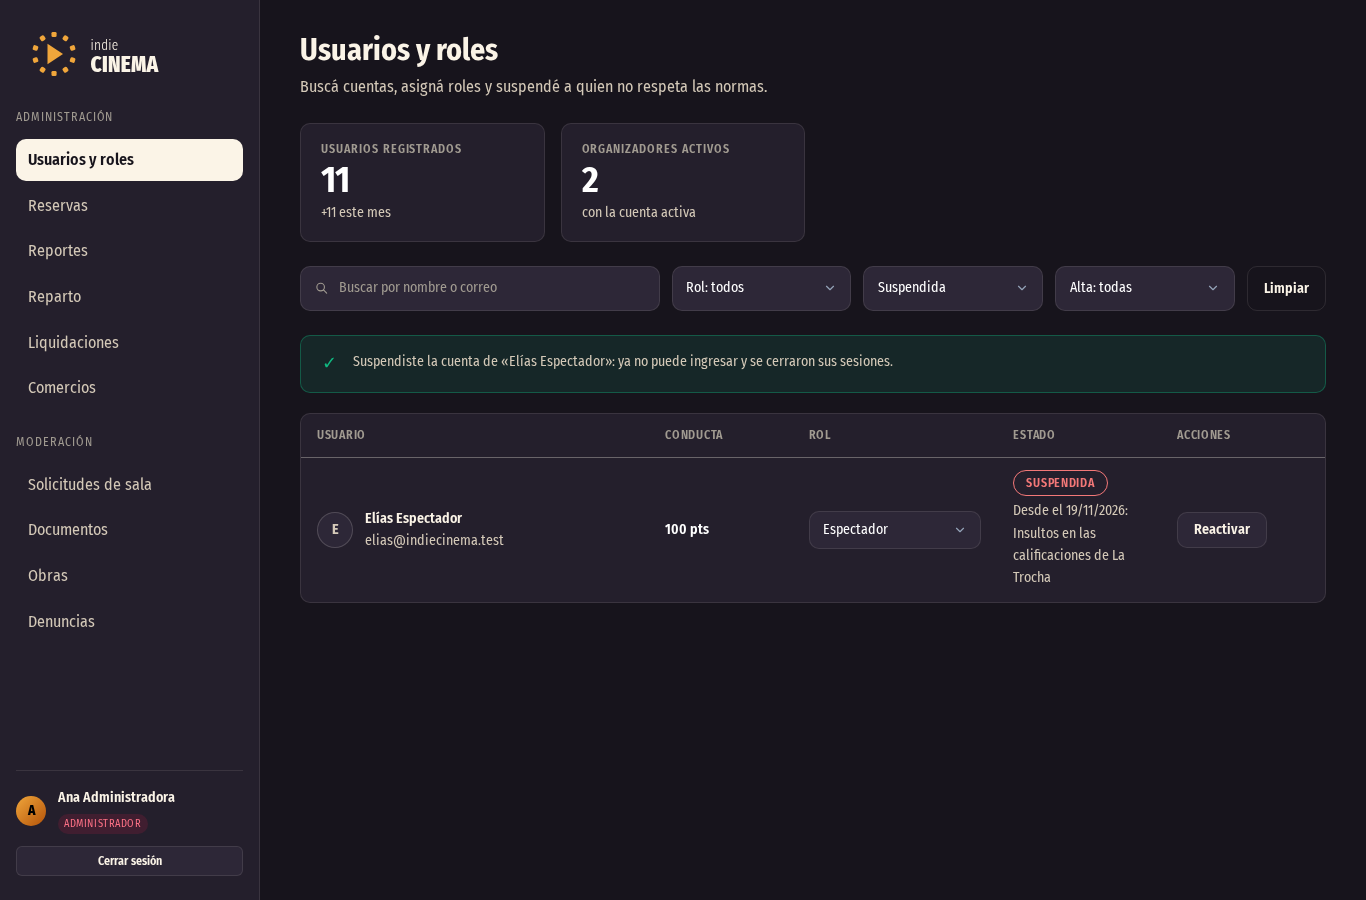 indie
CINEMA
ADMINISTRACIÓN
Usuarios y roles
Reservas
Reportes
Reparto
Liquidaciones
Comercios
MODERACIÓN
Solicitudes de sala
Documentos
Obras
Denuncias
A
Ana Administradora
ADMINISTRADOR
Cerrar sesión
Usuarios y roles
Buscá cuentas, asigná roles y suspendé a quien no respeta las normas.
USUARIOS REGISTRADOS
11
+11 este mes
ORGANIZADORES ACTIVOS
2
con la cuenta activa
Buscar por nombre o correo
Rol: todos
Suspendida
Alta: todas
Limpiar
✓ Suspendiste la cuenta de «Elías Espectador»: ya no puede ingresar y se cerraron sus sesiones.
USUARIO CONDUCTA ROL ESTADO ACCIONES
E
Elías Espectador
elias@indiecinema.test
100 pts
Espectador
SUSPENDIDA
Desde el 19/11/2026:
Insultos en las
calificaciones de La
Trocha
Reactivar